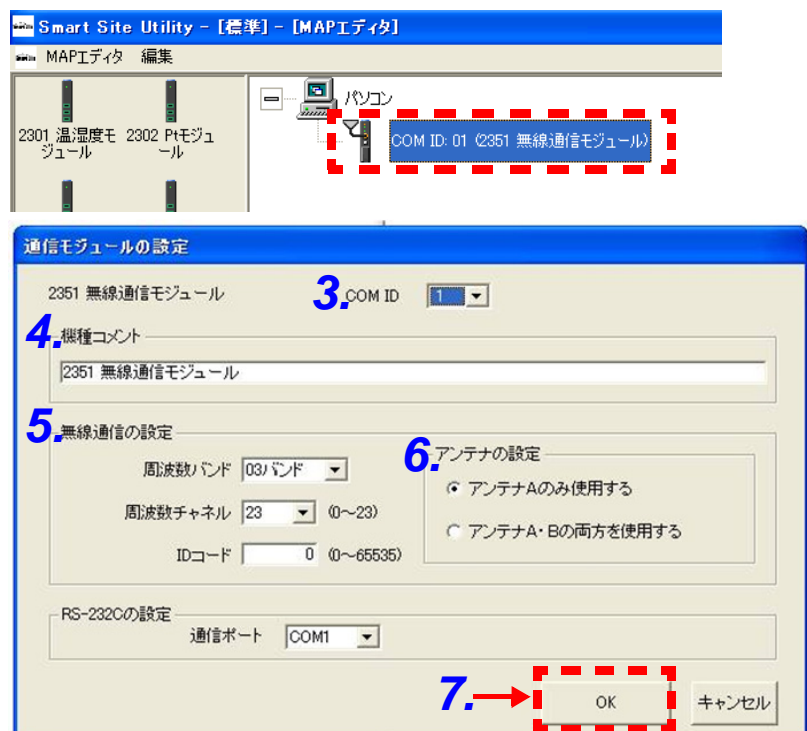 Smart Site Utility - [標準] - [MAPエディタ]
MAPエディタ 編集
2301 温湿度モジュール
2302 Ptモジュール
パソコン
COM ID: 01 (2351 無線通信モジュール)
通信モジュールの設定
2351 無線通信モジュール 3. COM ID 1
4. 機種コメント
2351 無線通信モジュール
5. 無線通信の設定
周波数バンド 03バンド
周波数チャネル 23 (0~23)
IDコード 0 (0~65535)
6. アンテナの設定
アンテナAのみ使用する
アンテナA・Bの両方を使用する
RS-232Cの設定
通信ポート COM1
7. OK キャンセル